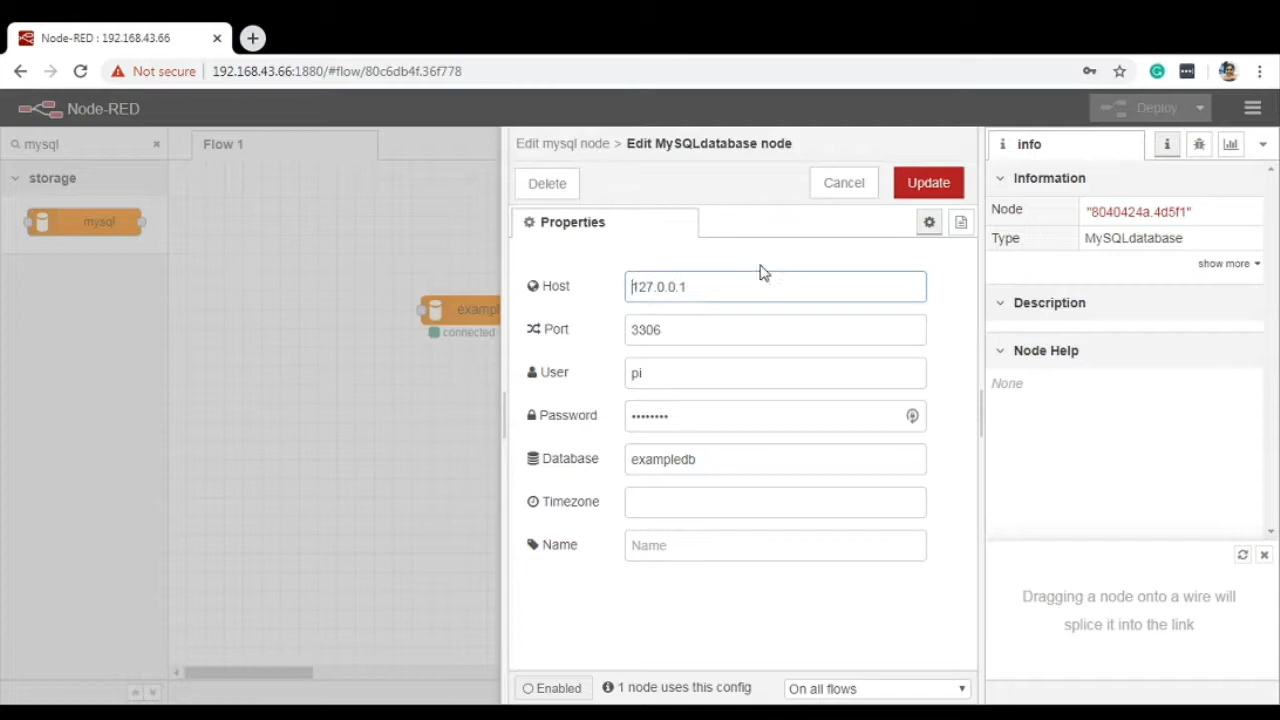 Node-RED : 192.168.43.66
Not secure 192.168.43.66:1880/#flow/80c6db4f.36f778
Node-RED
Deploy
mysql
Flow 1
storage
mysql
exampl
connected
Edit mysql node > Edit MySQLdatabase node
Delete
Cancel
Update
Properties
Host 127.0.0.1
Port 3306
User pi
Password ••••••••
Database exampledb
Timezone
Name Name
Enabled
1 node uses this config
On all flows
info
Information
Node "8040424a.4d5f1"
Type MySQLdatabase
show more
Description
Node Help
None
Dragging a node onto a wire will
splice it into the link